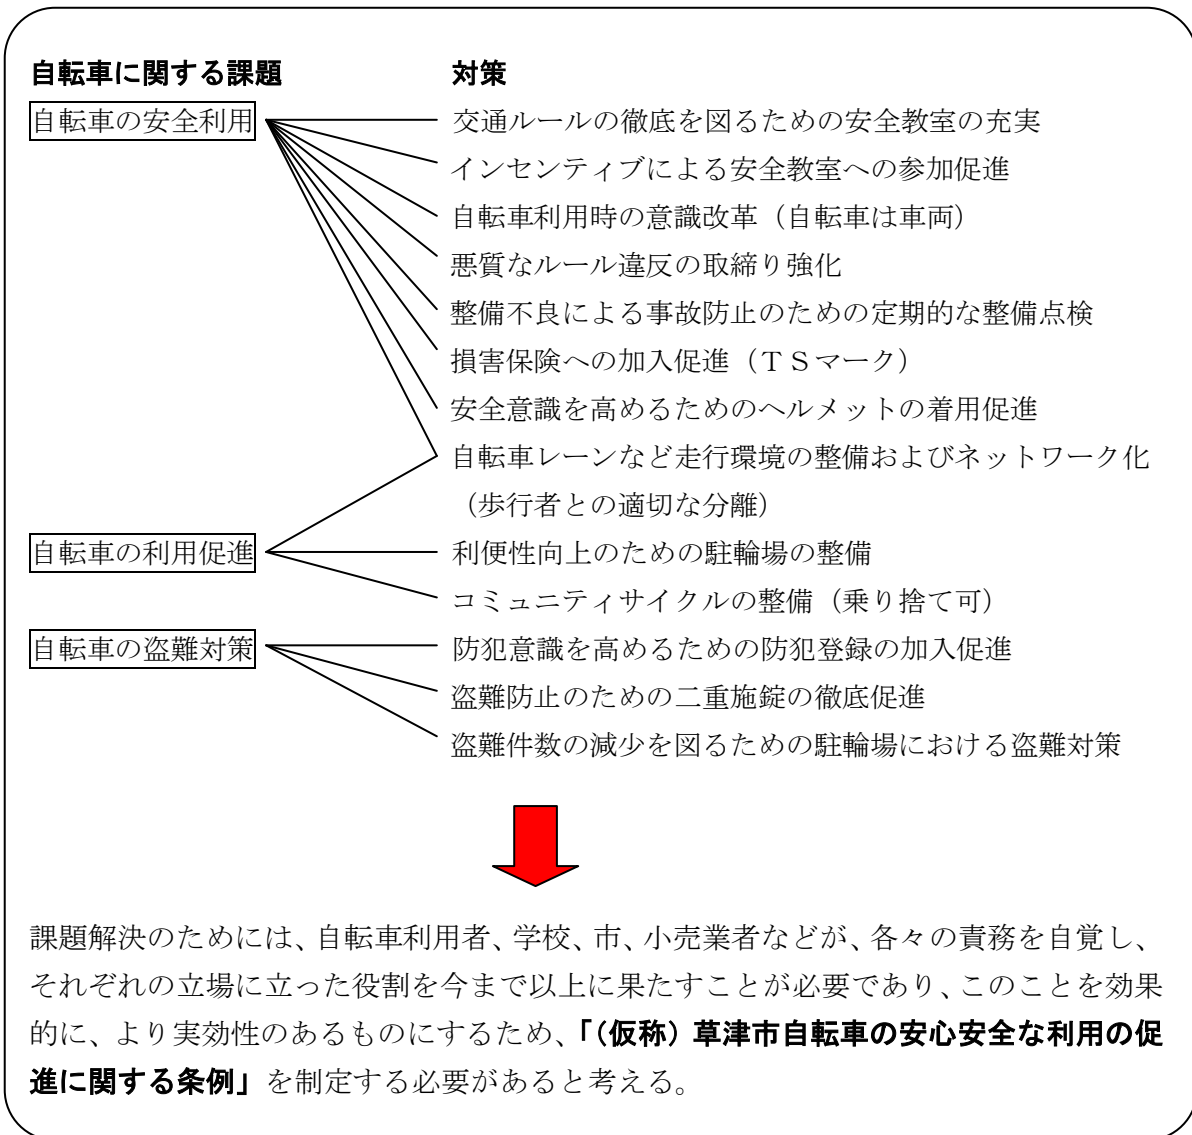 自転車に関する課題 対策
自転車の安全利用 交通ルールの徹底を図るための安全教室の充実
インセンティブによる安全教室への参加促進
自転車利用時の意識改革（自転車は車両）
悪質なルール違反の取締り強化
整備不良による事故防止のための定期的な整備点検
損害保険への加入促進（ＴＳマーク）
安全意識を高めるためのヘルメットの着用促進
自転車レーンなど走行環境の整備およびネットワーク化
（歩行者との適切な分離）
自転車の利用促進 利便性向上のための駐輪場の整備
コミュニティサイクルの整備（乗り捨て可）
自転車の盗難対策 防犯意識を高めるための防犯登録の加入促進
盗難防止のための二重施錠の徹底促進
盗難件数の減少を図るための駐輪場における盗難対策
課題解決のためには、自転車利用者、学校、市、小売業者などが、各々の責務を自覚し、
それぞれの立場に立った役割を今まで以上に果たすことが必要であり、このことを効果
的に、より実効性のあるものにするため、「（仮称）草津市自転車の安心安全な利用の促
進に関する条例」を制定する必要があると考える。